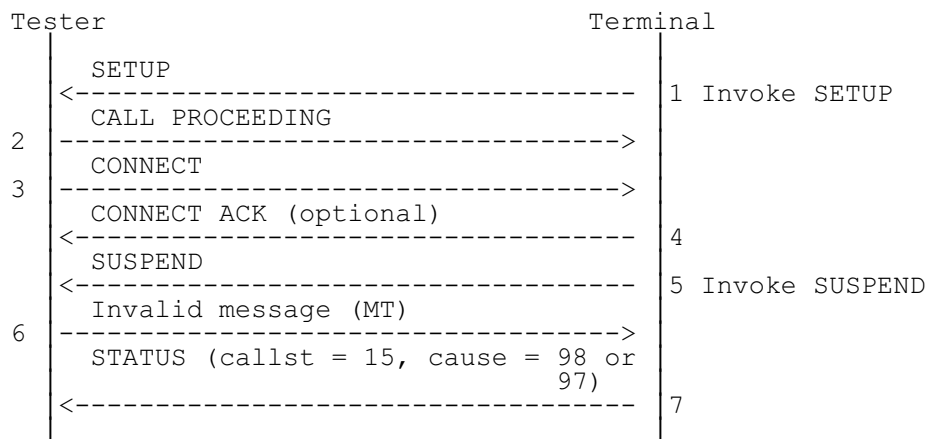 Tester Terminal
SETUP
1 Invoke SETUP
CALL PROCEEDING
2
CONNECT
3
CONNECT ACK (optional)
4
SUSPEND
5 Invoke SUSPEND
Invalid message (MT)
6
STATUS (callst = 15, cause = 98 or
97)
7